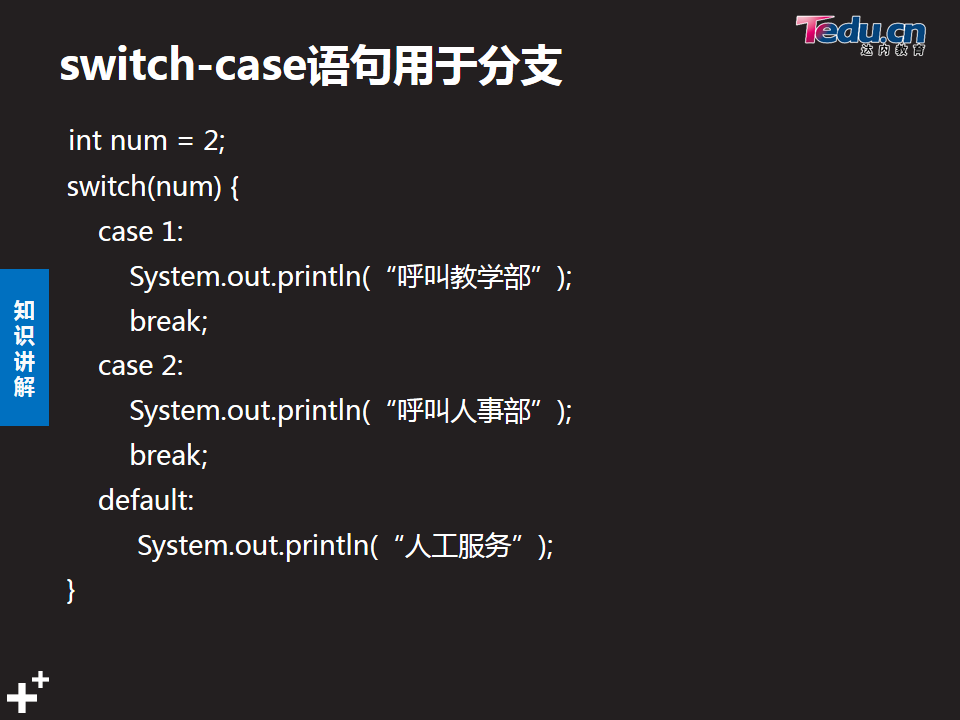 Tedu.cn
达内教育
switch-case语句用于分支
int num = 2;
switch(num) {
case 1:
System.out.println(“呼叫教学部”);
break;
case 2:
System.out.println(“呼叫人事部”);
break;
default:
System.out.println(“人工服务”);
}
知
识
讲
解